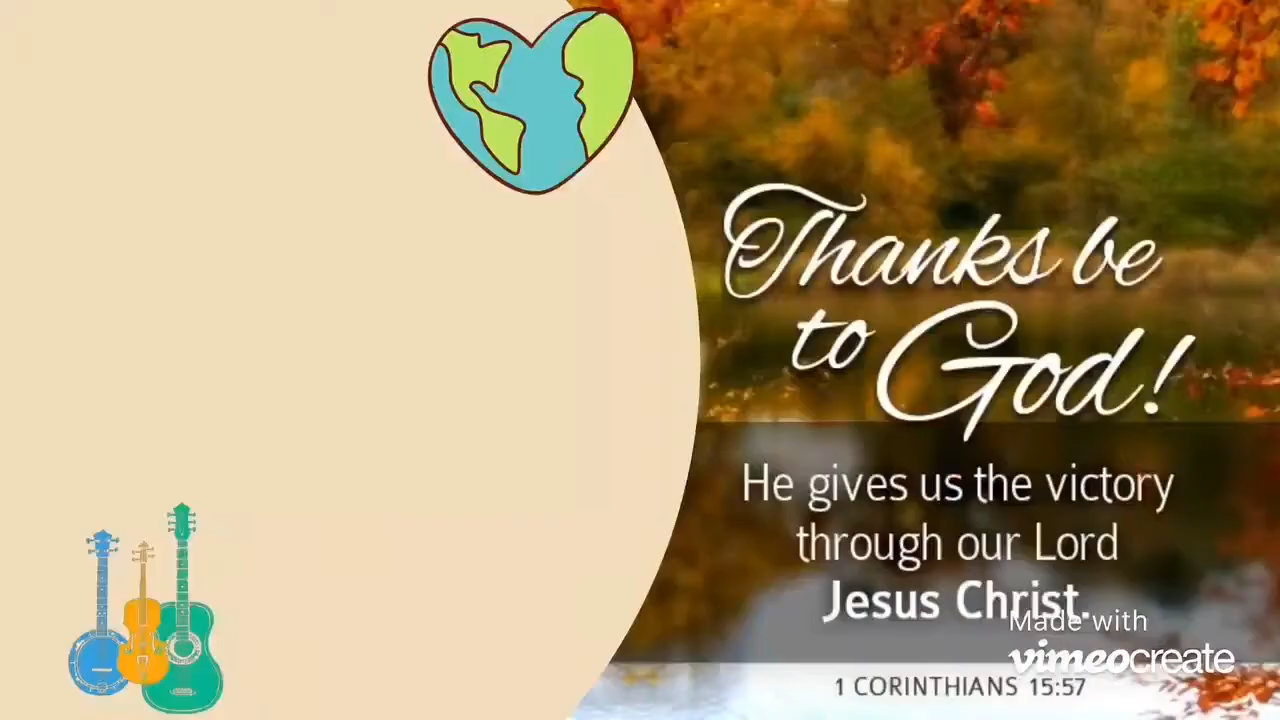 Thanks be
to God!
He gives us the victory
through our Lord
Jesus Christ.
Made with
vimeocreate
1 CORINTHIANS 15:57